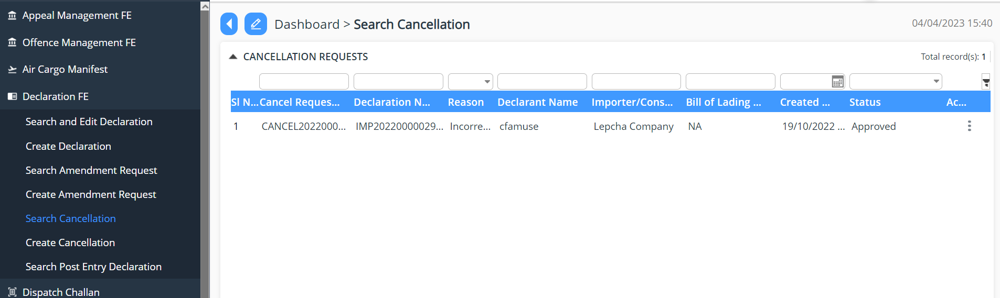 Appeal Management FE
Offence Management FE
Air Cargo Manifest
Declaration FE
Search and Edit Declaration
Create Declaration
Search Amendment Request
Create Amendment Request
Search Cancellation
Create Cancellation
Search Post Entry Declaration
Dispatch Challan
Dashboard > Search Cancellation
04/04/2023 15:40
CANCELLATION REQUESTS
Total record(s): 1
Sl N... Cancel Reques... Declaration N... Reason Declarant Name Importer/Cons... Bill of Lading ... Created ... Status Ac...
1 CANCEL2022000... IMP20220000029... Incorre... cfamuse Lepcha Company NA 19/10/2022 ... Approved